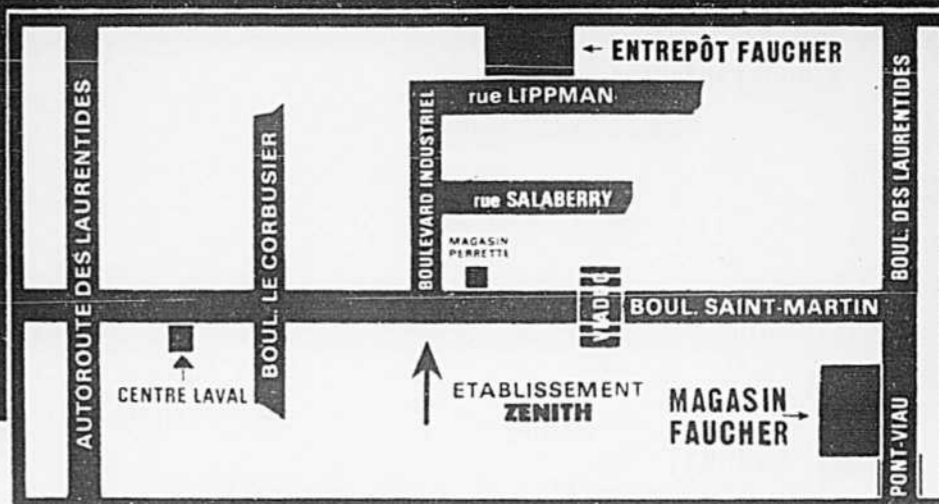 ← ENTREPÔT FAUCHER
rue LIPPMAN
AUTOROUTE DES LAURENTIDES
BOUL. LE CORBUSIER
BOULEVARD INDUSTRIEL
BOUL. DES LAURENTIDES
rue SALABERRY
MAGASIN
PERRETTE
BOUL. SAINT-MARTIN
CENTRE LAVAL
ETABLISSEMENT
ZENITH
MAGASIN
FAUCHER
PONT-VIAU